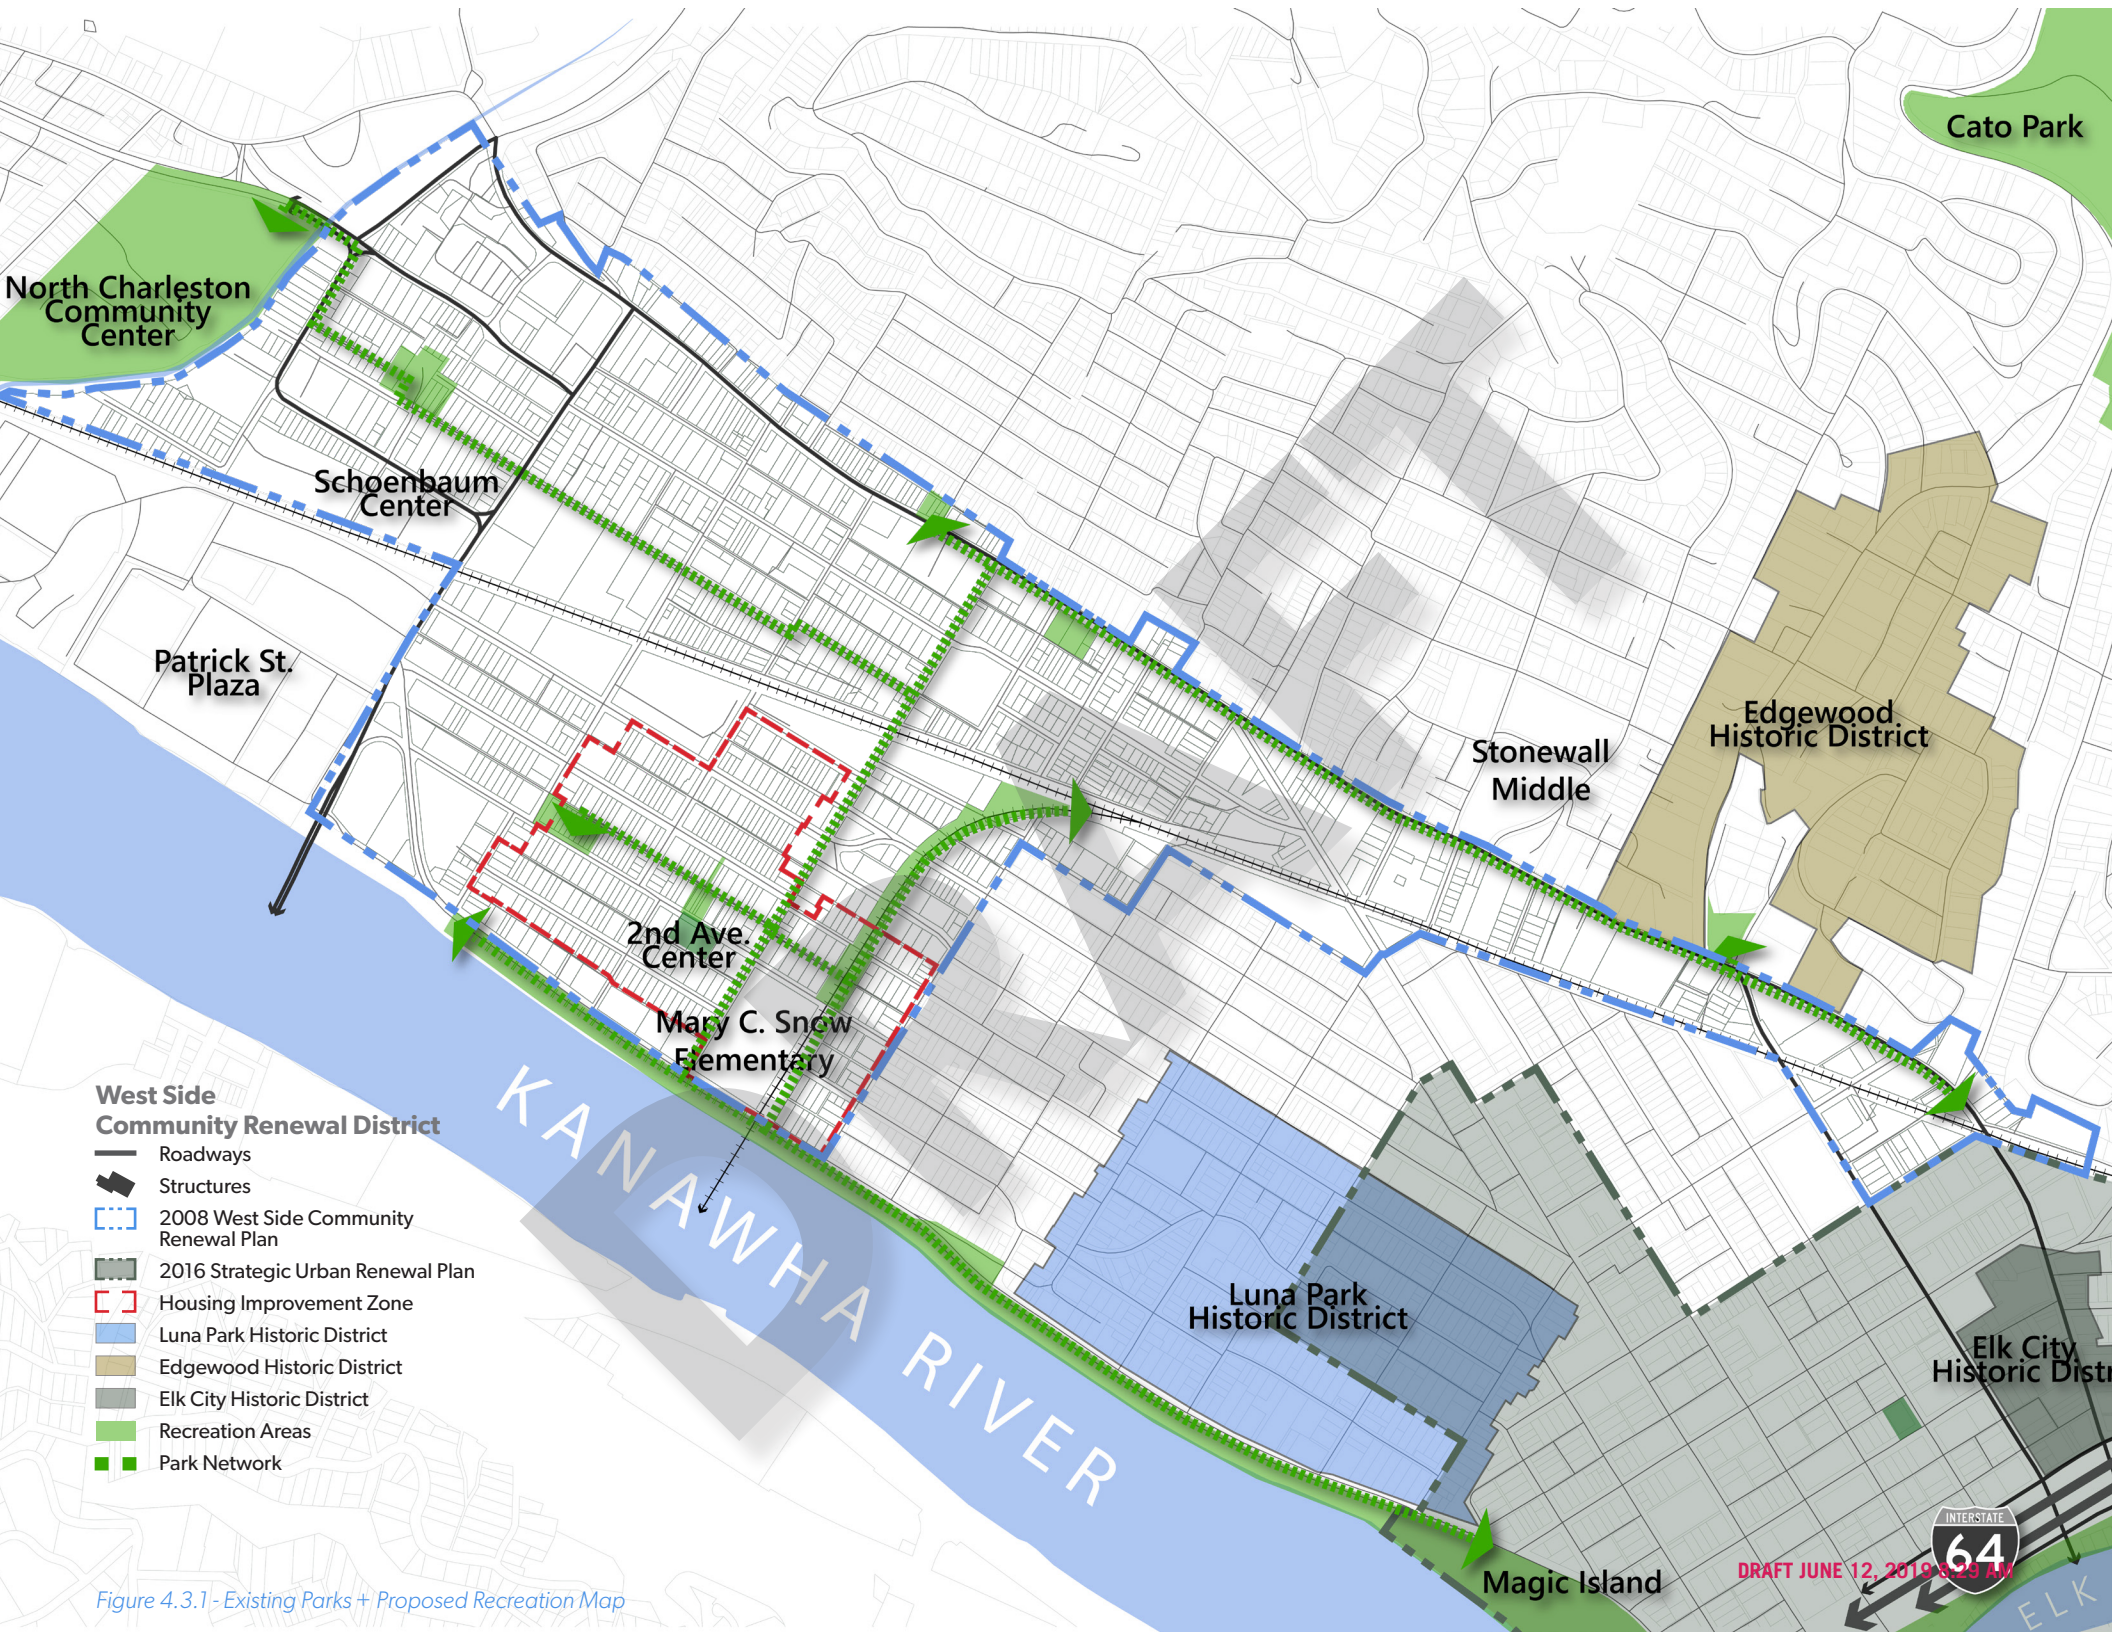 Cato Park
North Charleston
Community
Center
Schoenbaum
Center
Patrick St.
Plaza
Edgewood
Historic District
Stonewall
Middle
2nd Ave.
Center
Mary C. Snow
Elementary
KANAWHA RIVER
Luna Park
Historic District
Elk City
Historic Distr
Magic Island
INTERSTATE
64
ELK
DRAFT
DRAFT JUNE 12, 2019 8:29 AM
West Side
Community Renewal District
Roadways
Structures
2008 West Side Community
Renewal Plan
2016 Strategic Urban Renewal Plan
Housing Improvement Zone
Luna Park Historic District
Edgewood Historic District
Elk City Historic District
Recreation Areas
Park Network
Figure 4.3.1 - Existing Parks + Proposed Recreation Map